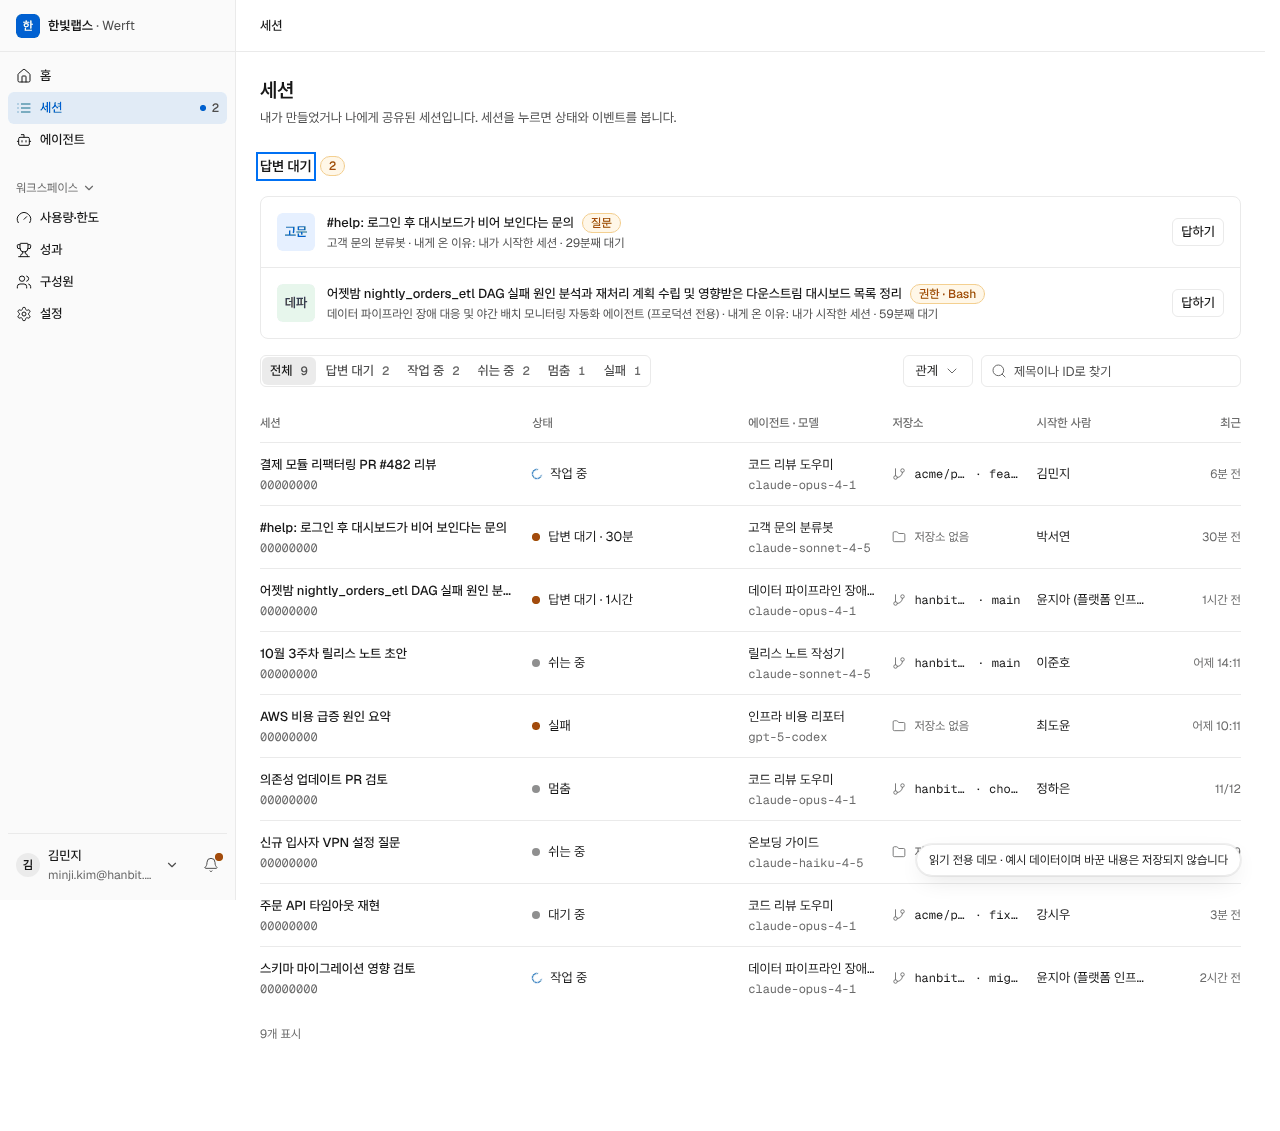 한 한빛랩스 · Werft
세션
홈
세션 2
에이전트
워크스페이스
사용량·한도
성과
구성원
설정
김 김민지
minji.kim@hanbit....
세션
내가 만들었거나 나에게 공유된 세션입니다. 세션을 누르면 상태와 이벤트를 봅니다.
답변 대기 2
고문
#help: 로그인 후 대시보드가 비어 보인다는 문의 질문
고객 문의 분류봇 · 내게 온 이유: 내가 시작한 세션 · 29분째 대기
답하기
데파
어젯밤 nightly_orders_etl DAG 실패 원인 분석과 재처리 계획 수립 및 영향받은 다운스트림 대시보드 목록 정리 권한 · Bash
데이터 파이프라인 장애 대응 및 야간 배치 모니터링 자동화 에이전트 (프로덕션 전용) · 내게 온 이유: 내가 시작한 세션 · 59분째 대기
답하기
전체 9 답변 대기 2 작업 중 2 쉬는 중 2 멈춤 1 실패 1
관계
제목이나 ID로 찾기
세션 상태 에이전트 · 모델 저장소 시작한 사람 최근
결제 모듈 리팩터링 PR #482 리뷰
00000000
작업 중
코드 리뷰 도우미
claude-opus-4-1
acme/p… · fea…
김민지
6분 전
#help: 로그인 후 대시보드가 비어 보인다는 문의
00000000
답변 대기 · 30분
고객 문의 분류봇
claude-sonnet-4-5
저장소 없음
박서연
30분 전
어젯밤 nightly_orders_etl DAG 실패 원인 분...
00000000
답변 대기 · 1시간
데이터 파이프라인 장애...
claude-opus-4-1
hanbit… · main
윤지아 (플랫폼 인프...
1시간 전
10월 3주차 릴리스 노트 초안
00000000
쉬는 중
릴리스 노트 작성기
claude-sonnet-4-5
hanbit… · main
이준호
어제 14:11
AWS 비용 급증 원인 요약
00000000
실패
인프라 비용 리포터
gpt-5-codex
저장소 없음
최도윤
어제 10:11
의존성 업데이트 PR 검토
00000000
멈춤
코드 리뷰 도우미
claude-opus-4-1
hanbit… · cho…
정하은
11/12
신규 입사자 VPN 설정 질문
00000000
쉬는 중
온보딩 가이드
claude-haiku-4-5
읽기 전용 데모 · 예시 데이터이며 바꾼 내용은 저장되지 않습니다
주문 API 타임아웃 재현
00000000
대기 중
코드 리뷰 도우미
claude-opus-4-1
acme/p… · fix…
강시우
3분 전
스키마 마이그레이션 영향 검토
00000000
작업 중
데이터 파이프라인 장애...
claude-opus-4-1
hanbit… · mig…
윤지아 (플랫폼 인프...
2시간 전
9개 표시